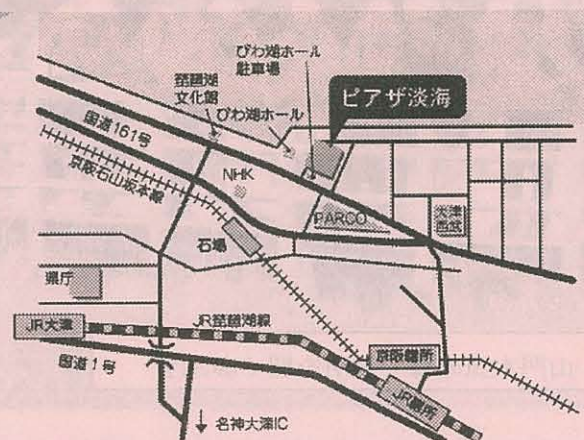 びわ湖ホール
駐車場
琵琶湖
文化館
びわ湖ホール
ピアザ淡海
国道161号
京阪石山坂本線
NHK
PARCO
大津
西武
石場
県庁
JR大津
JR琵琶湖線
京阪膳所
国道1号
JR膳所
↓ 名神大津IC